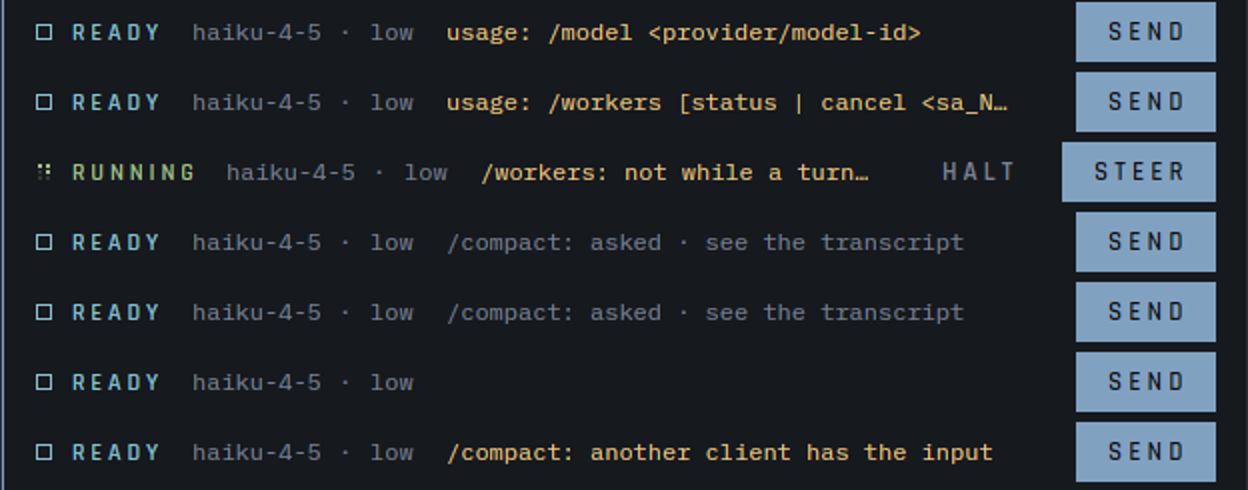 READY haiku-4-5 · low usage: /model <provider/model-id> SEND
READY haiku-4-5 · low usage: /workers [status | cancel <sa_N… SEND
RUNNING haiku-4-5 · low /workers: not while a turn… HALT STEER
READY haiku-4-5 · low /compact: asked · see the transcript SEND
READY haiku-4-5 · low /compact: asked · see the transcript SEND
READY haiku-4-5 · low SEND
READY haiku-4-5 · low /compact: another client has the input SEND